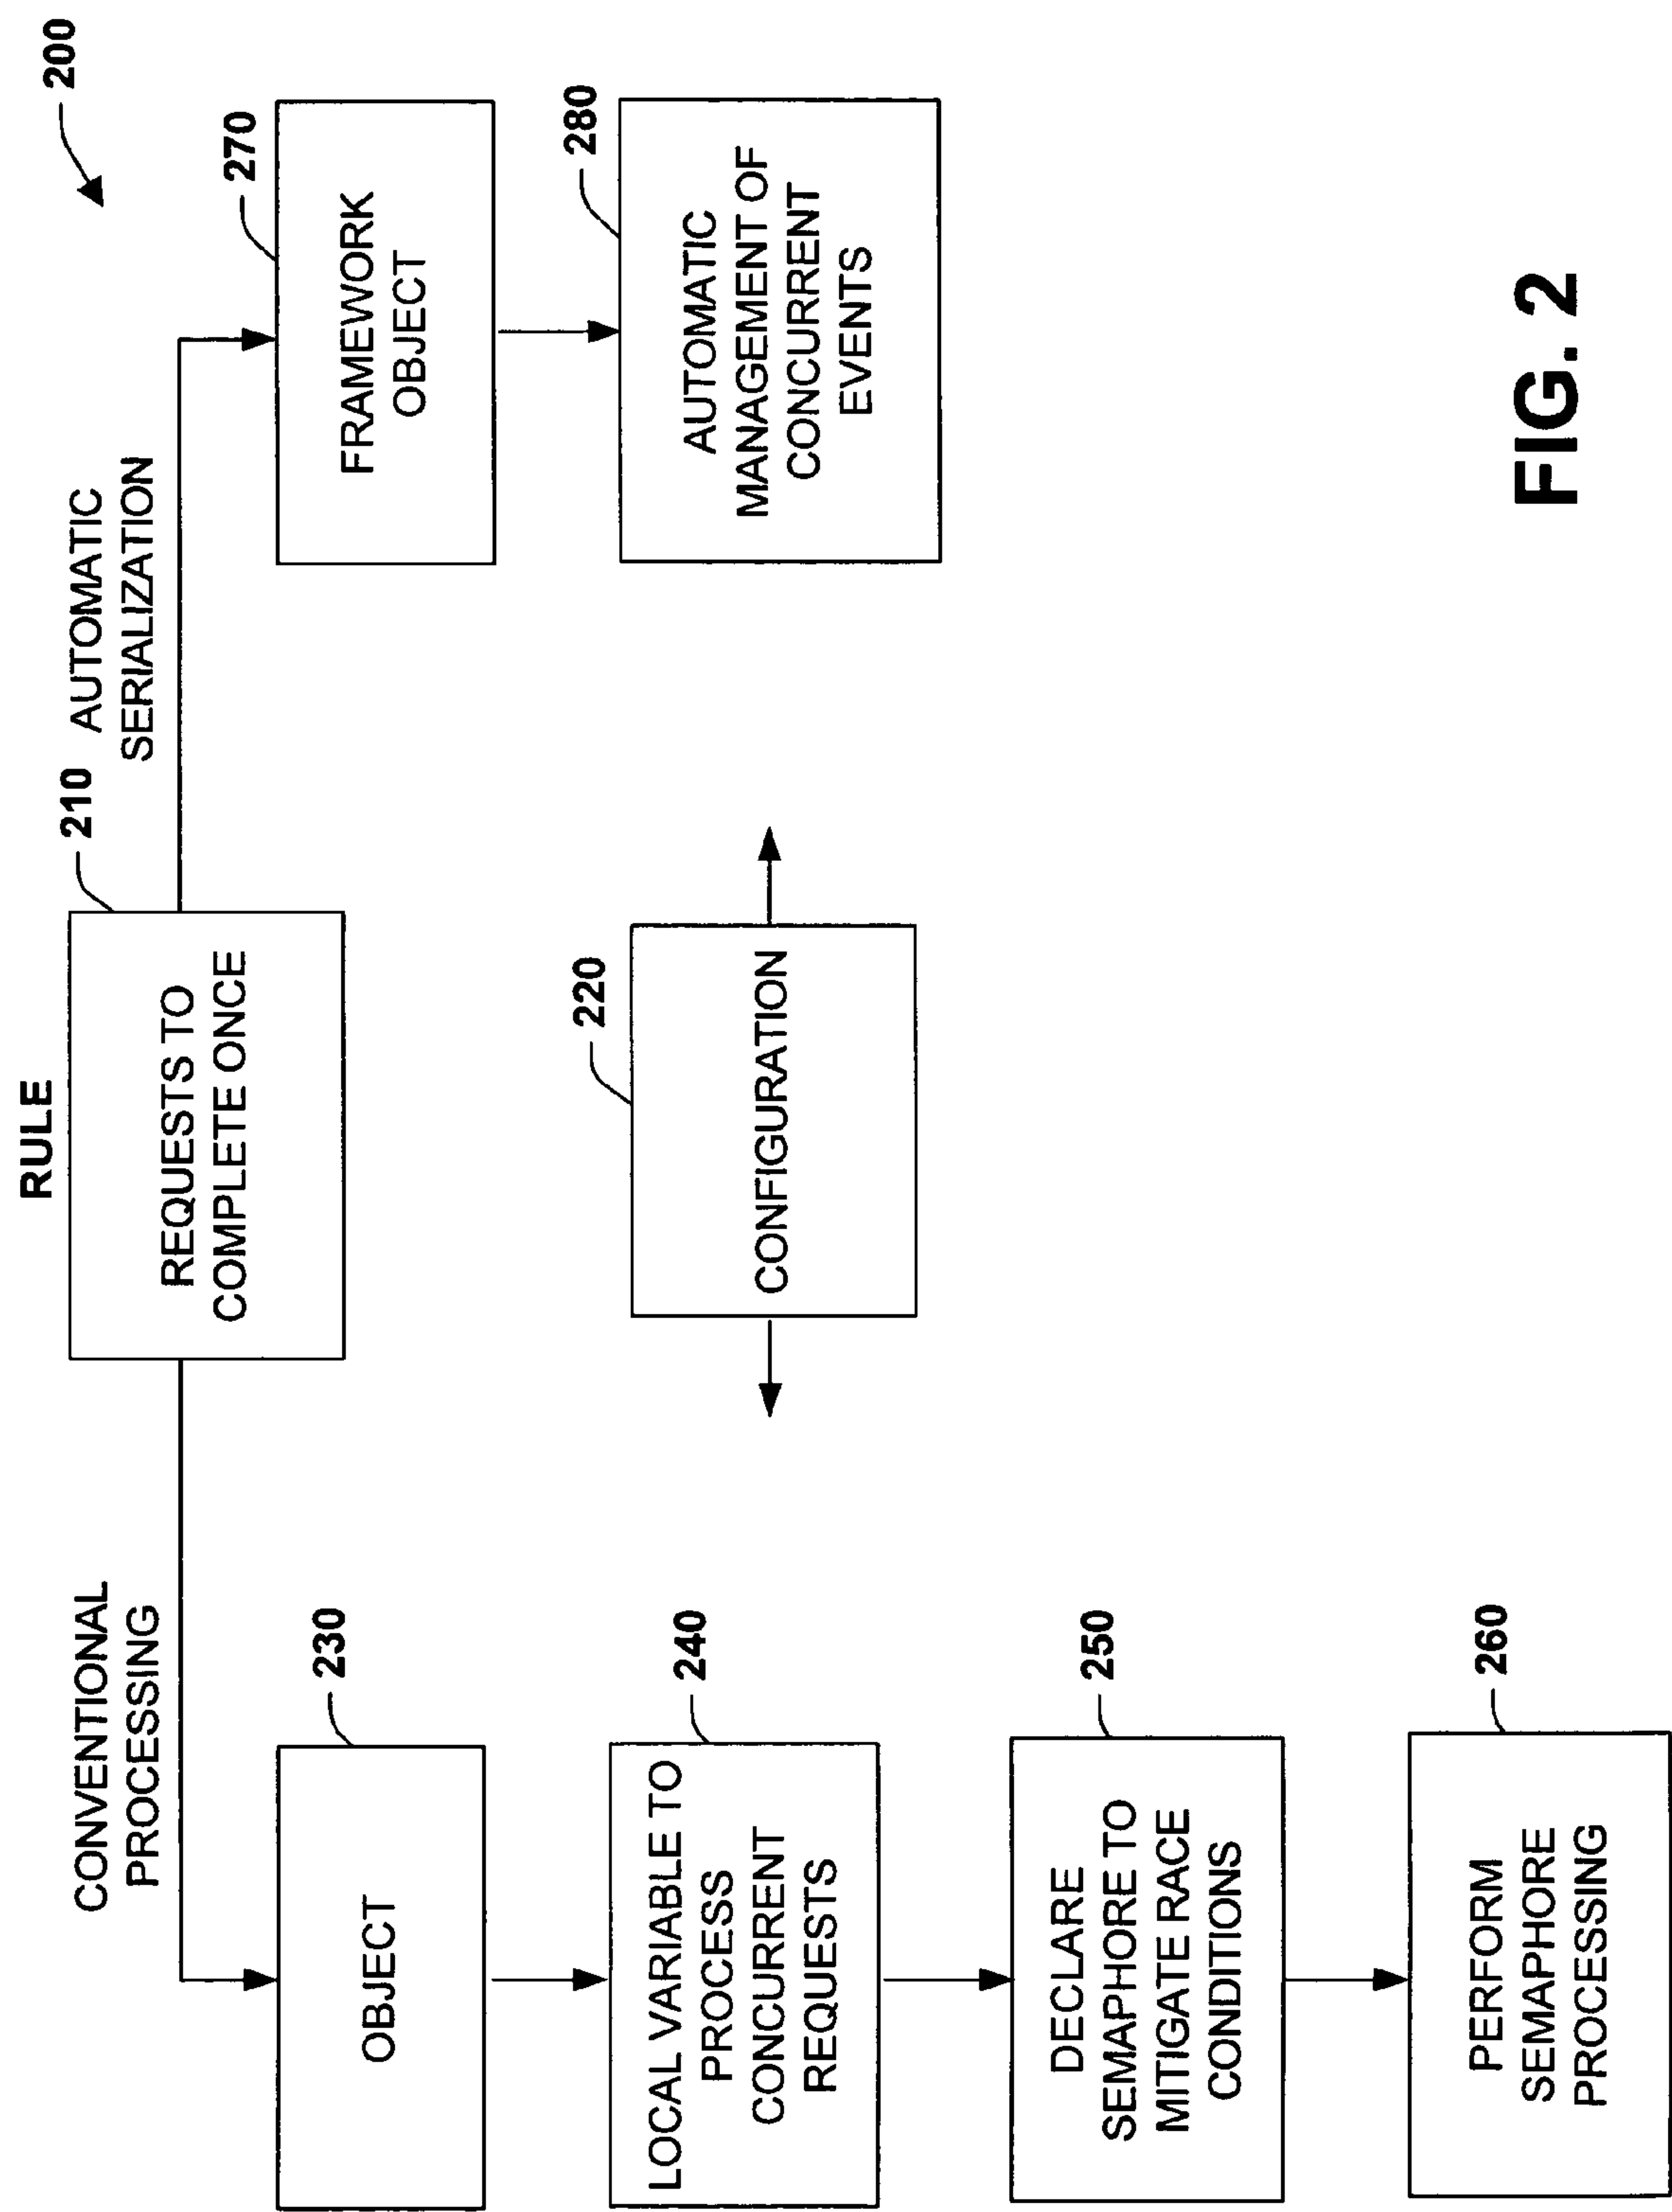 200
RULE
210
REQUESTS TO
COMPLETE ONCE
CONVENTIONAL
PROCESSING
AUTOMATIC
SERIALIZATION
230
OBJECT
240
LOCAL VARIABLE TO
PROCESS
CONCURRENT
REQUESTS
250
DECLARE
SEMAPHORE TO
MITIGATE RACE
CONDITIONS
260
PERFORM
SEMAPHORE
PROCESSING
220
CONFIGURATION
270
FRAMEWORK
OBJECT
280
AUTOMATIC
MANAGEMENT OF
CONCURRENT
EVENTS
FIG. 2